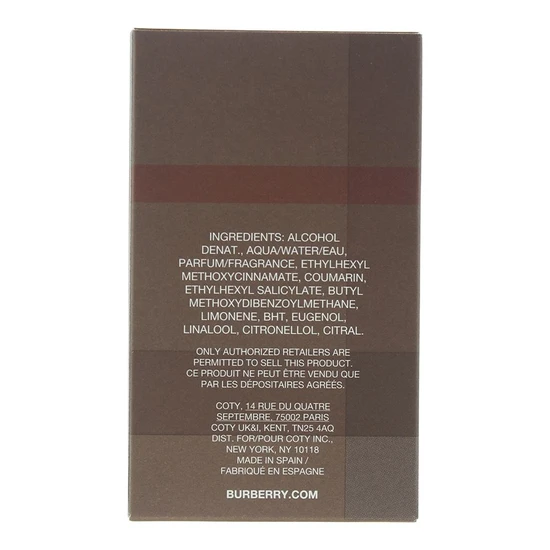 INGREDIENTS: ALCOHOL
DENAT., AQUA/WATER/EAU,
PARFUM/FRAGRANCE, ETHYLHEXYL
METHOXYCINNAMATE, COUMARIN,
ETHYLHEXYL SALICYLATE, BUTYL
METHOXYDIBENZOYLMETHANE,
LIMONENE, BHT, EUGENOL,
LINALOOL, CITRONELLOL, CITRAL.
ONLY AUTHORIZED RETAILERS ARE
PERMITTED TO SELL THIS PRODUCT.
CE PRODUIT NE PEUT ÊTRE VENDU QUE
PAR LES DÉPOSITAIRES AGRÉÉS.
COTY, 14 RUE DU QUATRE
SEPTEMBRE, 75002 PARIS
COTY UK&I, KENT, TN25 4AQ
DIST. FOR/POUR COTY INC.,
NEW YORK, NY 10118
MADE IN SPAIN /
FABRIQUÉ EN ESPAGNE
BURBERRY.COM